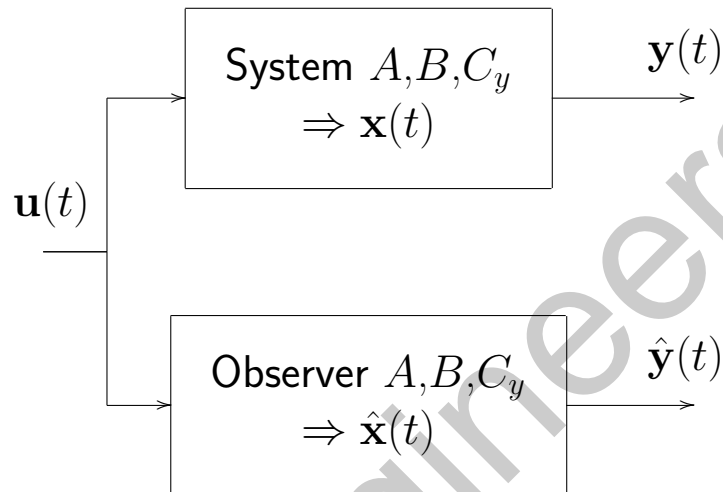 System A,B,C_y
⇒ x(t)
y(t)
u(t)
Observer A,B,C_y
⇒ x̂(t)
ŷ(t)